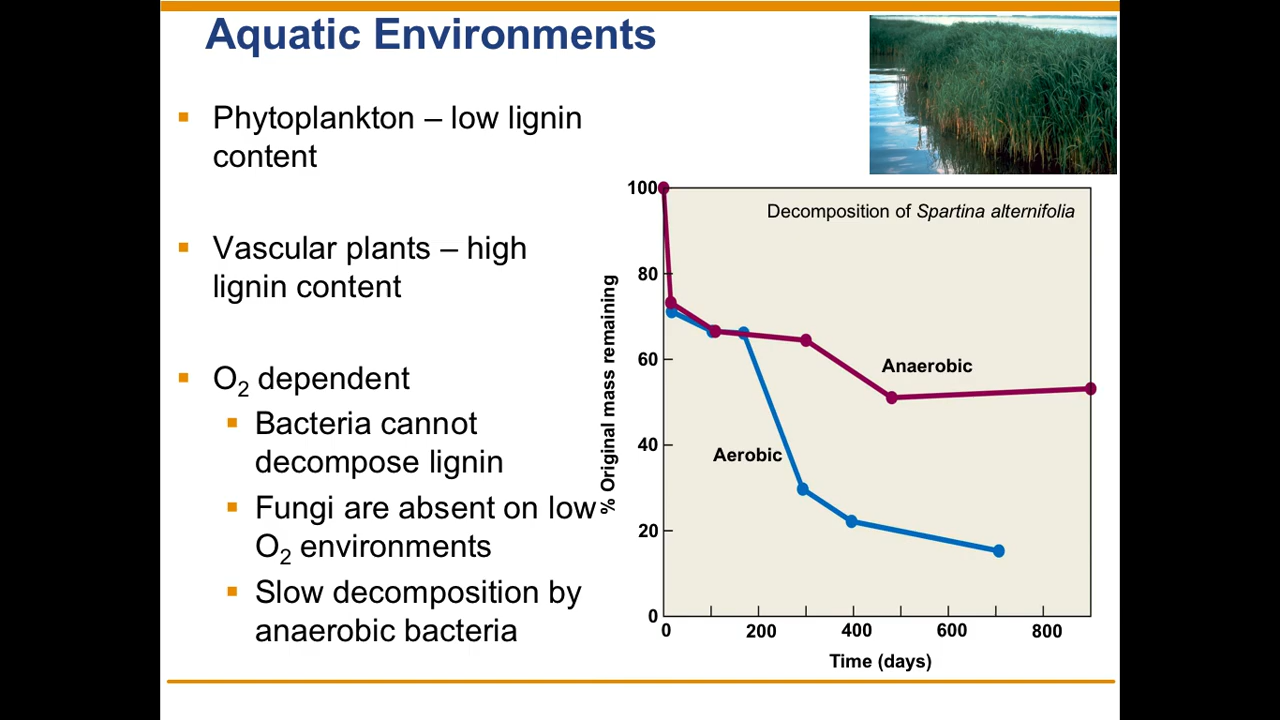 Aquatic Environments
▪ Phytoplankton – low lignin
content
▪ Vascular plants – high
lignin content
▪ O₂ dependent
▪ Bacteria cannot
decompose lignin
▪ Fungi are absent on low
O₂ environments
▪ Slow decomposition by
anaerobic bacteria
Decomposition of Spartina alternifolia
% Original mass remaining
100
80
60
40
20
0
Anaerobic
Aerobic
0 200 400 600 800
Time (days)